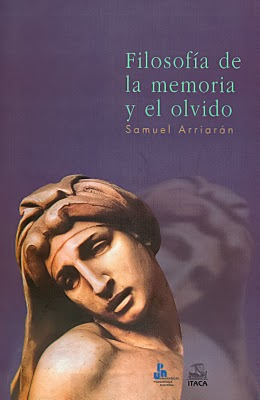 Filosofía de
la memoria
y el olvido
Samuel Arriarán
ITACA